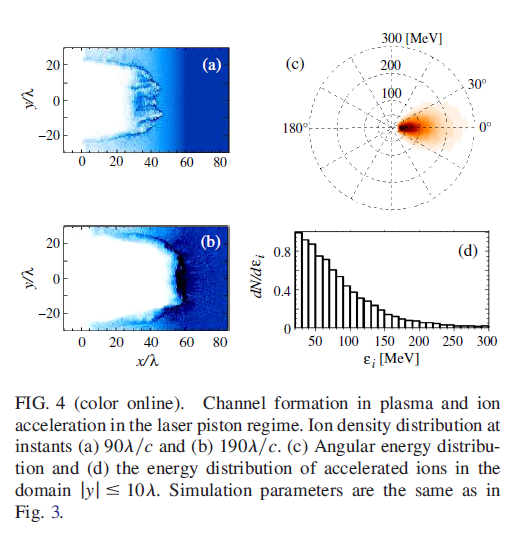 20
0
−20
y/λ
(a)
0 20 40 60 80
300 [MeV]
(c)
200
100
30°
180°
0°
20
0
−20
y/λ
(b)
0 20 40 60 80
x/λ
0.8
0.4
0
dN/dεi
(d)
50 100 150 200 250 300
εi [MeV]
FIG. 4 (color online). Channel formation in plasma and ion
acceleration in the laser piston regime. Ion density distribution at
instants (a) 90λ/c and (b) 190λ/c. (c) Angular energy distribu-
tion and (d) the energy distribution of accelerated ions in the
domain |y| ≤ 10λ. Simulation parameters are the same as in
Fig. 3.